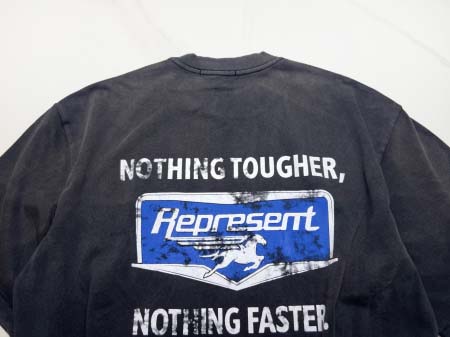 NOTHING TOUGHER,
Represent
NOTHING FASTER.